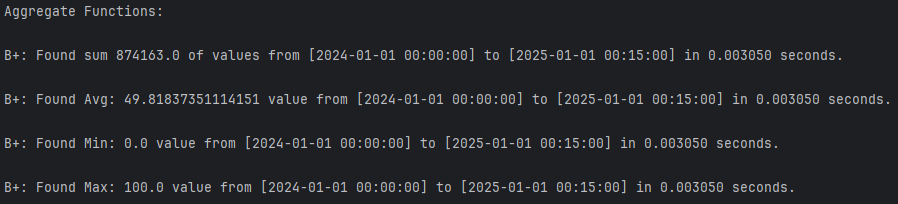 Aggregate Functions:
B+: Found sum 874163.0 of values from [2024-01-01 00:00:00] to [2025-01-01 00:15:00] in 0.003050 seconds.
B+: Found Avg: 49.81837351114151 value from [2024-01-01 00:00:00] to [2025-01-01 00:15:00] in 0.003050 seconds.
B+: Found Min: 0.0 value from [2024-01-01 00:00:00] to [2025-01-01 00:15:00] in 0.003050 seconds.
B+: Found Max: 100.0 value from [2024-01-01 00:00:00] to [2025-01-01 00:15:00] in 0.003050 seconds.